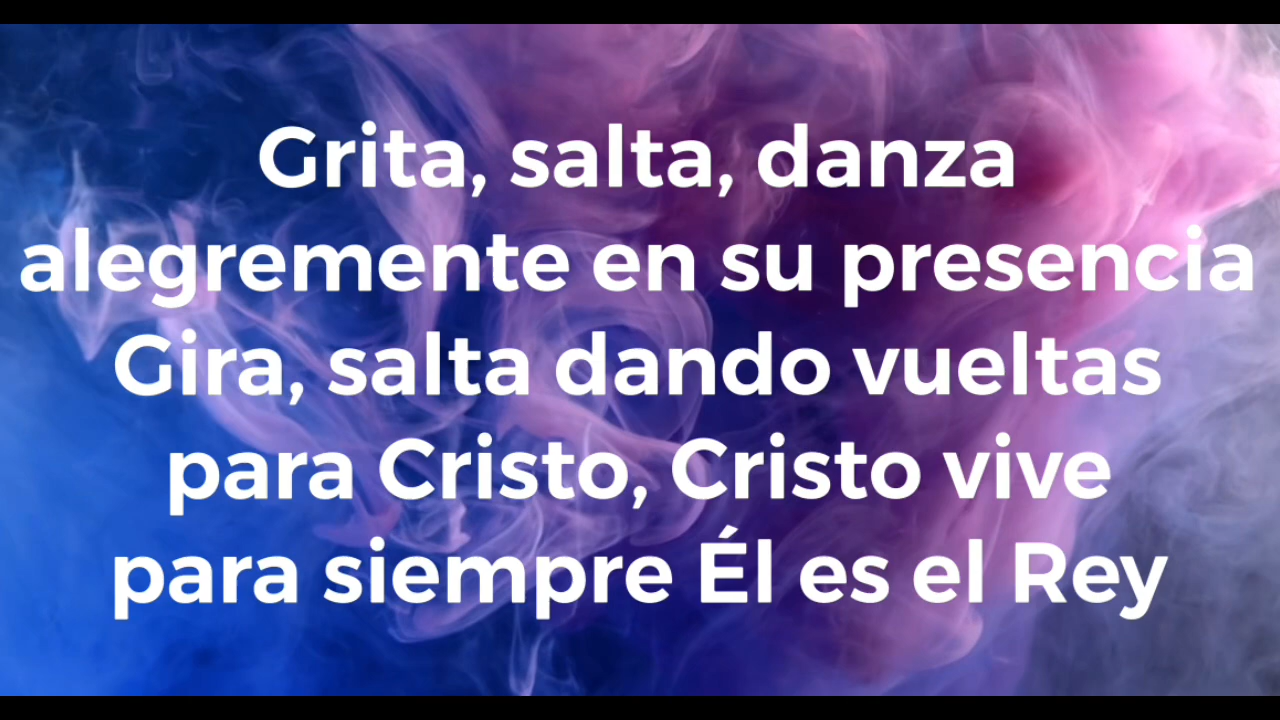 Grita, salta, danza
alegremente en su presencia
Gira, salta dando vueltas
para Cristo, Cristo vive
para siempre Él es el Rey